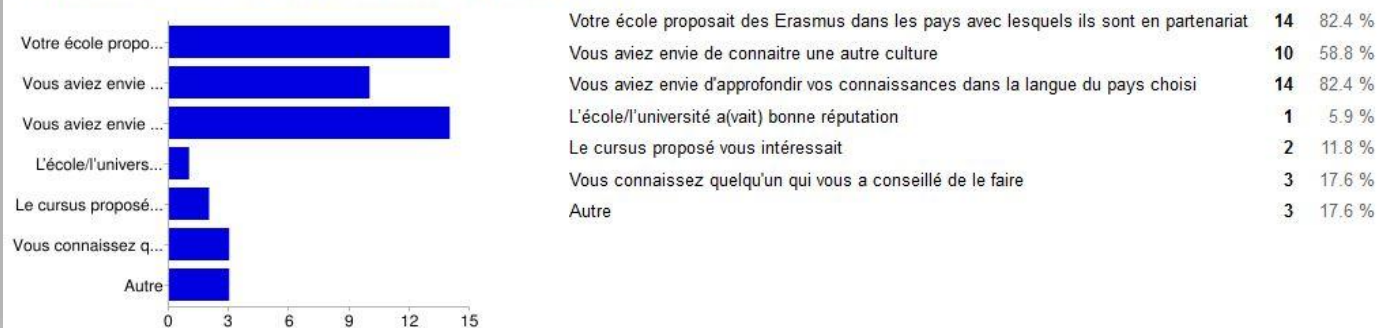 Votre école propo...
Vous aviez envie ...
Vous aviez envie ...
L'école/l'univers...
Le cursus proposé...
Vous connaissez q...
Autre
0 3 6 9 12 15
Votre école proposait des Erasmus dans les pays avec lesquels ils sont en partenariat 14 82.4 %
Vous aviez envie de connaitre une autre culture 10 58.8 %
Vous aviez envie d'approfondir vos connaissances dans la langue du pays choisi 14 82.4 %
L'école/l'université a(vait) bonne réputation 1 5.9 %
Le cursus proposé vous intéressait 2 11.8 %
Vous connaissez quelqu'un qui vous a conseillé de le faire 3 17.6 %
Autre 3 17.6 %